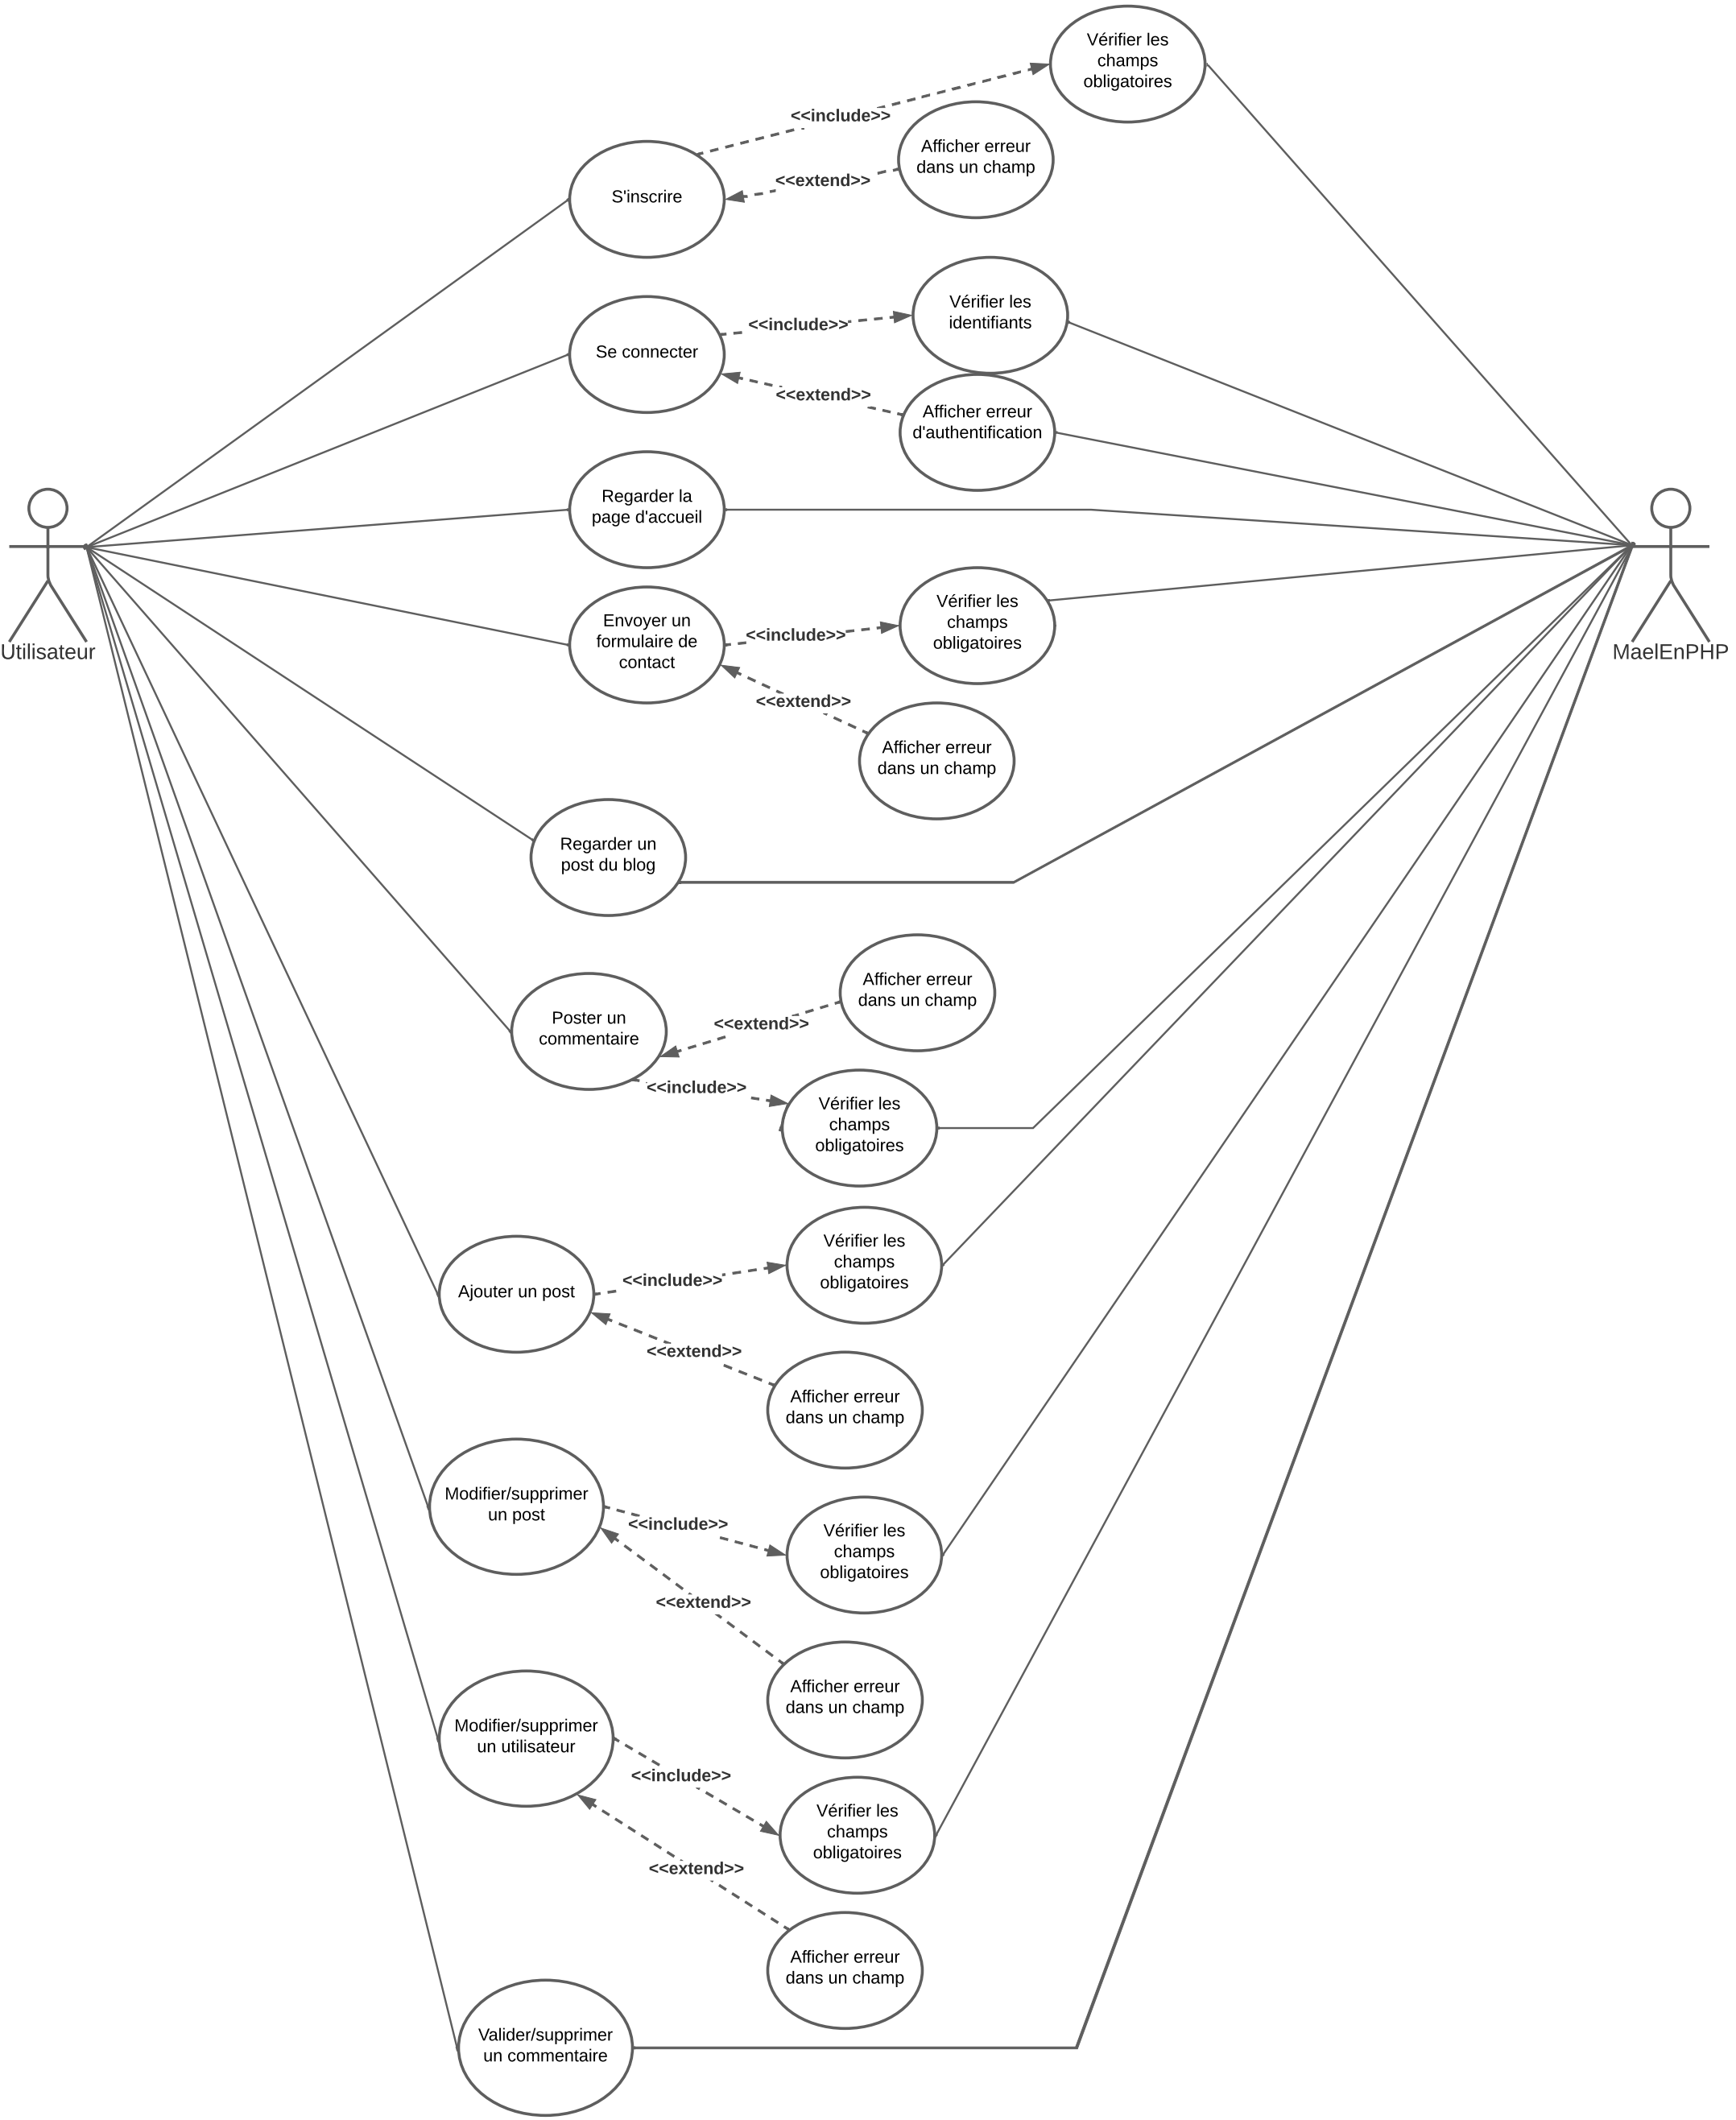 Vérifier les
champs
obligatoires
<<include>>
Afficher erreur
dans un champ
<<extend>>
S'inscrire
Vérifier les
identifiants
<<include>>
Se connecter
<<extend>>
Afficher erreur
d'authentification
Regarder la
page d'accueil
Utilisateur
MaelEnPHP
Envoyer un
formulaire de
contact
<<include>>
Vérifier les
champs
obligatoires
<<extend>>
Afficher erreur
dans un champ
Regarder un
post du blog
Afficher erreur
dans un champ
<<extend>>
Poster un
commentaire
<<include>>
Vérifier les
champs
obligatoires
Vérifier les
champs
obligatoires
<<include>>
Ajouter un post
<<extend>>
Afficher erreur
dans un champ
Modifier/supprimer
un post
<<include>>
Vérifier les
champs
obligatoires
<<extend>>
Afficher erreur
dans un champ
Modifier/supprimer
un utilisateur
<<include>>
Vérifier les
champs
obligatoires
<<extend>>
Afficher erreur
dans un champ
Valider/supprimer
un commentaire